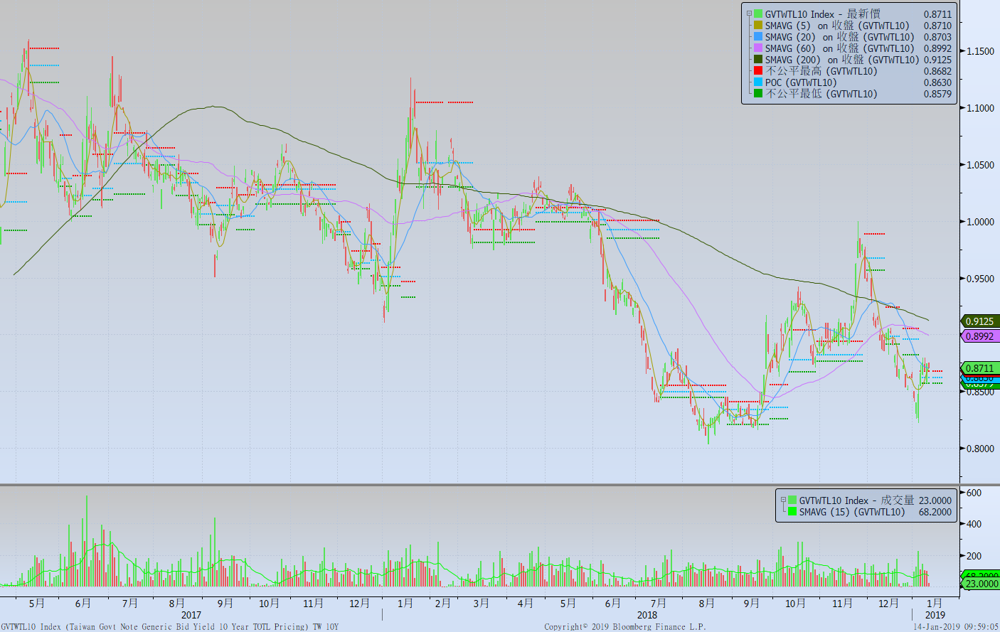 GVTWTL10 Index - 最新價 0.8711
SMAVG (5) on 收盤 (GVTWTL10) 0.8710
SMAVG (20) on 收盤 (GVTWTL10) 0.8703
SMAVG (60) on 收盤 (GVTWTL10) 0.8992
SMAVG (200) on 收盤 (GVTWTL10) 0.9125
不公平最高 (GVTWTL10) 0.8682
POC (GVTWTL10) 0.8630
不公平最低 (GVTWTL10) 0.8579
1.1500
1.1000
1.0500
1.0000
0.9500
0.9125
0.8992
0.8711
0.8500
0.8000
GVTWTL10 Index - 成交量 23.0000
SMAVG (15) (GVTWTL10) 68.2000
600
400
200
68.2000
23.0000
5月 6月 7月 8月 9月 10月 11月 12月 1月 2月 3月 4月 5月 6月 7月 8月 9月 10月 11月 12月 1月
2017 2018 2019
GVTWTL10 Index (Taiwan Govt Note Generic Bid Yield 10 Year TOTL Pricing) TW 10Y Copyright© 2019 Bloomberg Finance L.P. 14-Jan-2019 09:59:05